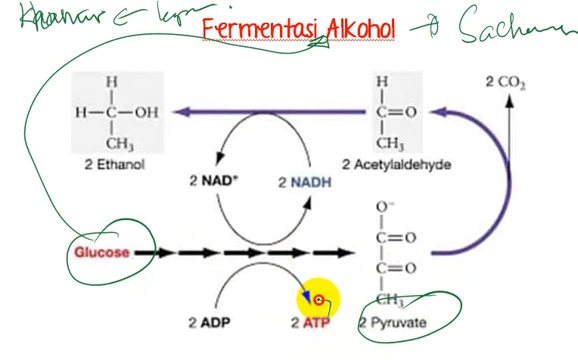 Fermentasi Alkohol
2 CO₂
H
H—C—OH
CH₃
2 Ethanol
H
C=O
CH₃
2 Acetylaldehyde
2 NAD⁺
2 NADH
O⁻
C=O
C=O
CH₃
Glucose
2 ADP
2 ATP
2 Pyruvate